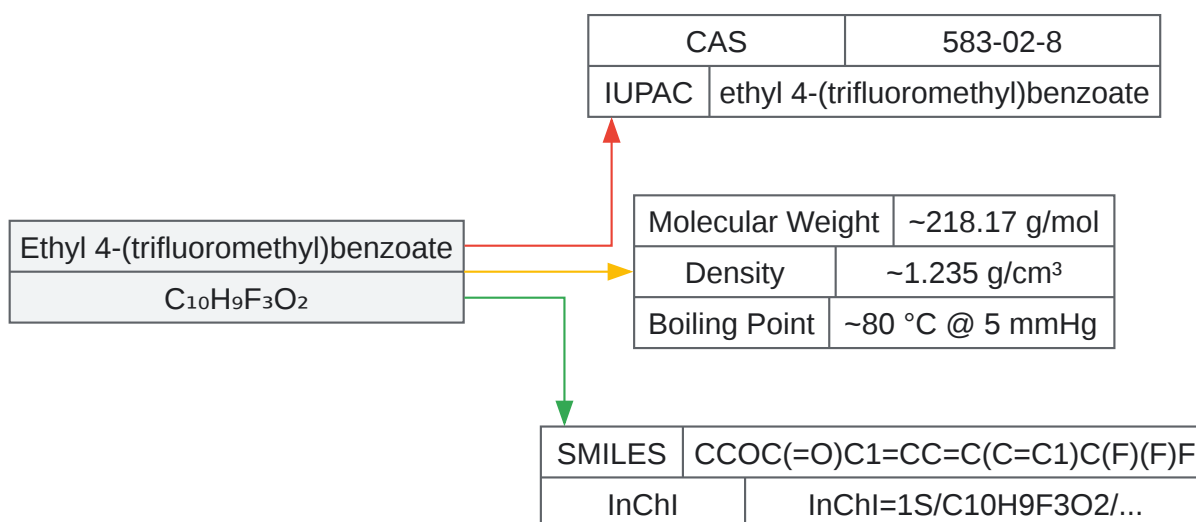 CAS 583-02-8
IUPAC ethyl 4-(trifluoromethyl)benzoate
Ethyl 4-(trifluoromethyl)benzoate
C₁₀H₉F₃O₂
Molecular Weight ~218.17 g/mol
Density ~1.235 g/cm³
Boiling Point ~80 °C @ 5 mmHg
SMILES CCOC(=O)C1=CC=C(C=C1)C(F)(F)F
InChI InChI=1S/C10H9F3O2/...